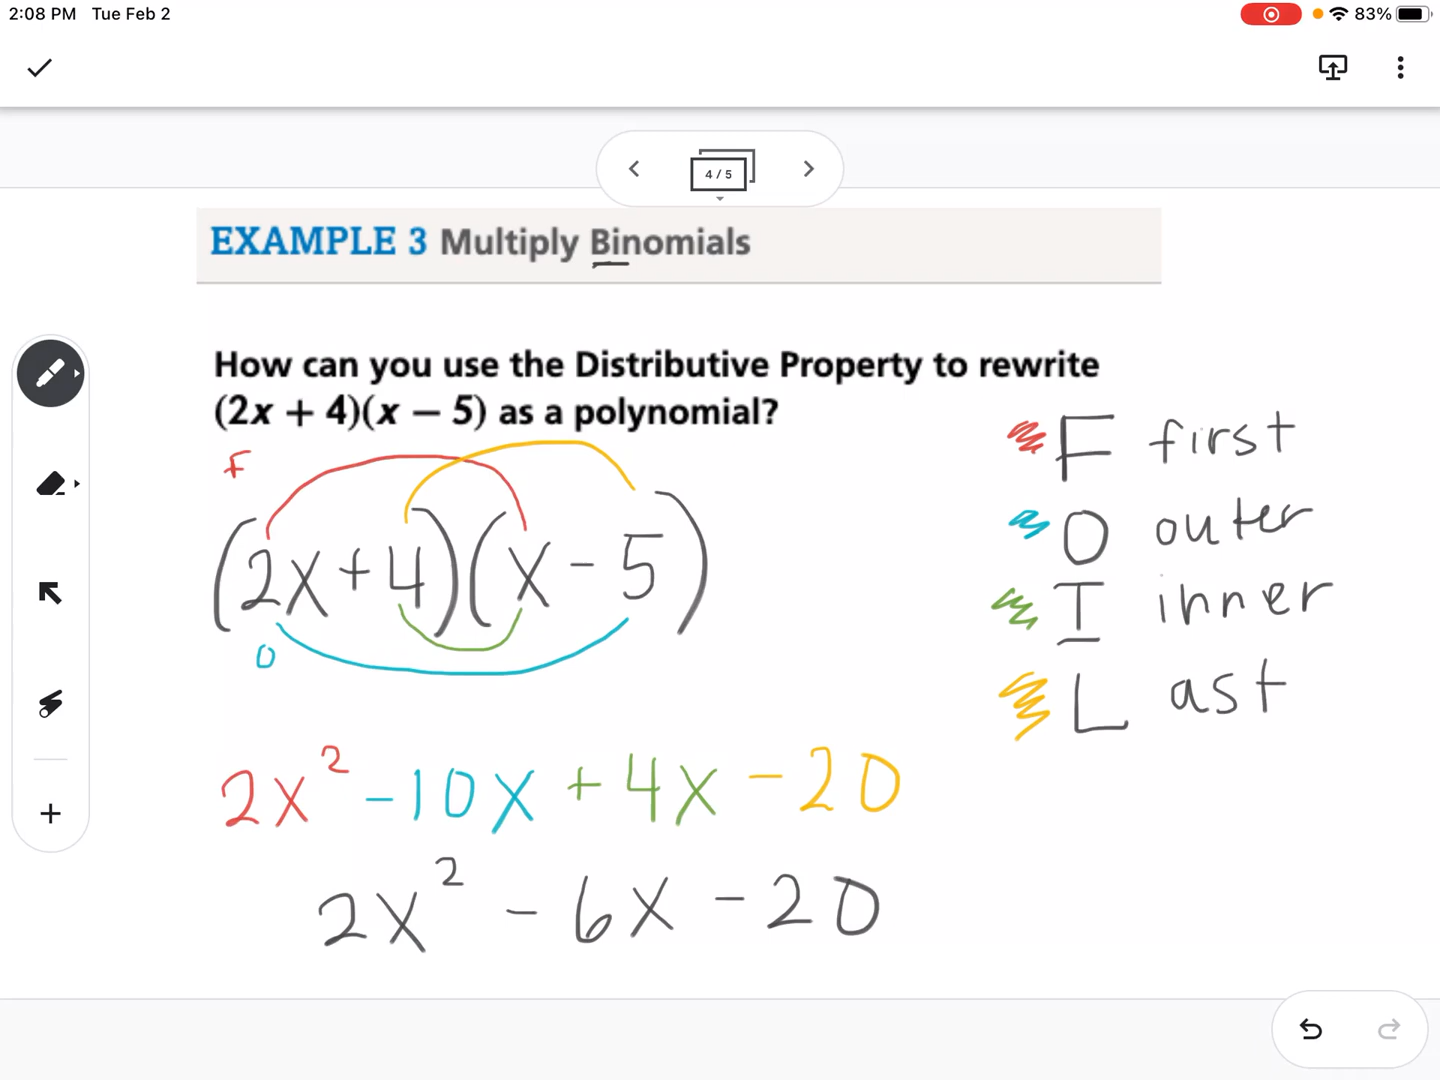 2:08 PM Tue Feb 2 83%
4 / 5
EXAMPLE 3 Multiply Binomials
How can you use the Distributive Property to rewrite
(2x + 4)(x − 5) as a polynomial?
F
(2x + 4)(x - 5)
O
2x² - 10x + 4x - 20
2x² - 6x - 20
F first
O outer
I inner
Last